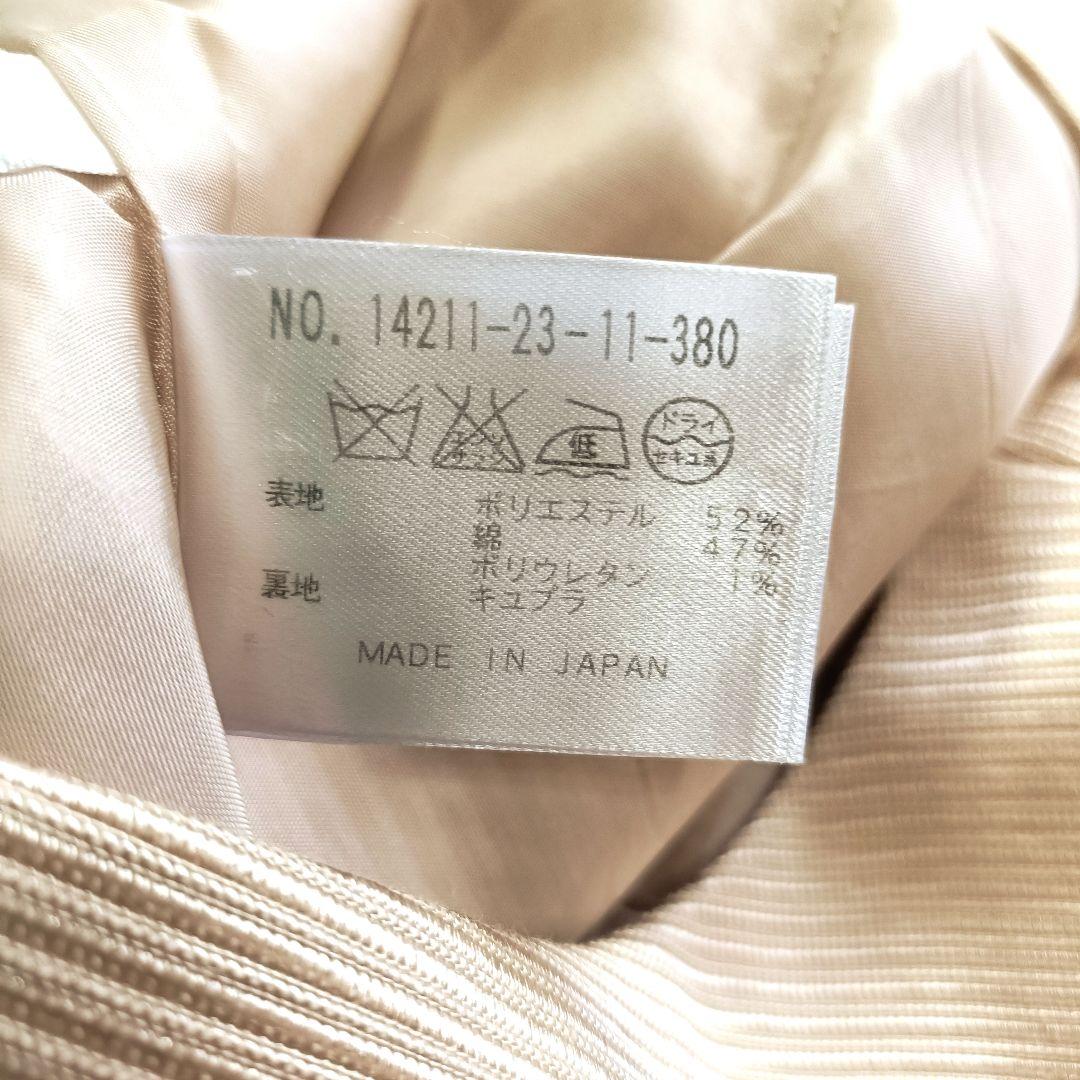 NO. 14211-23-11-380
低 ドライ
セキユ系
表地 ポリエステル 52%
綿 47%
ポリウレタン 1%
裏地 キュプラ
MADE IN JAPAN